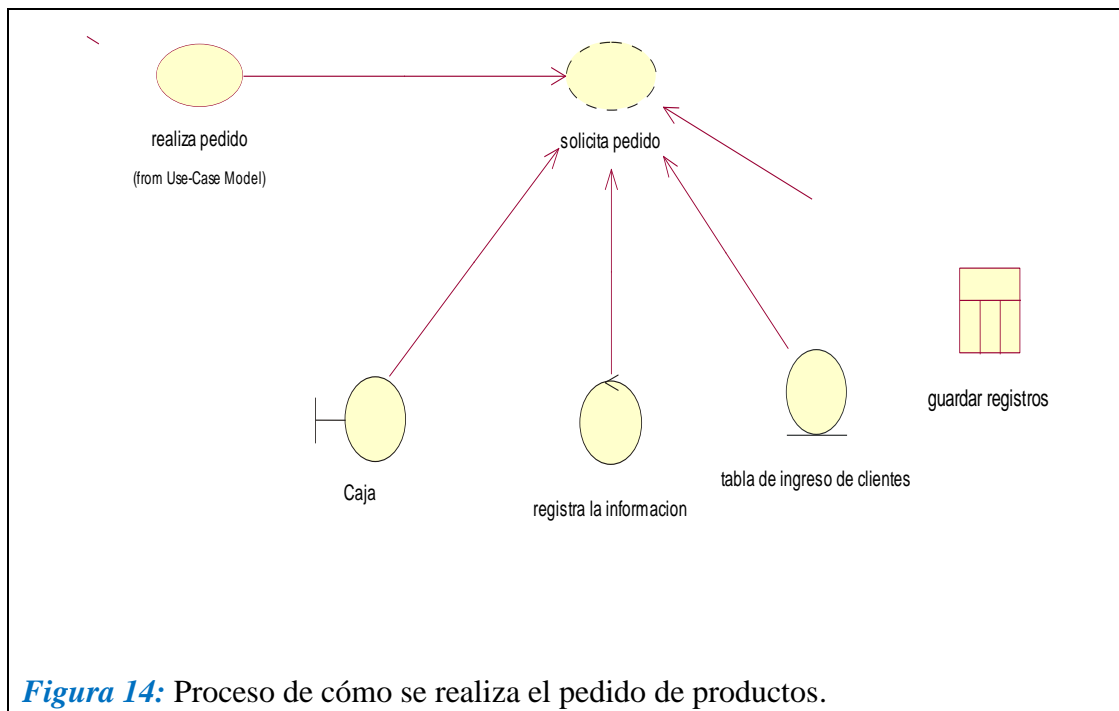 realiza pedido
(from Use-Case Model)
solicita pedido
Caja
registra la informacion
tabla de ingreso de clientes
guardar registros
Figura 14: Proceso de cómo se realiza el pedido de productos.